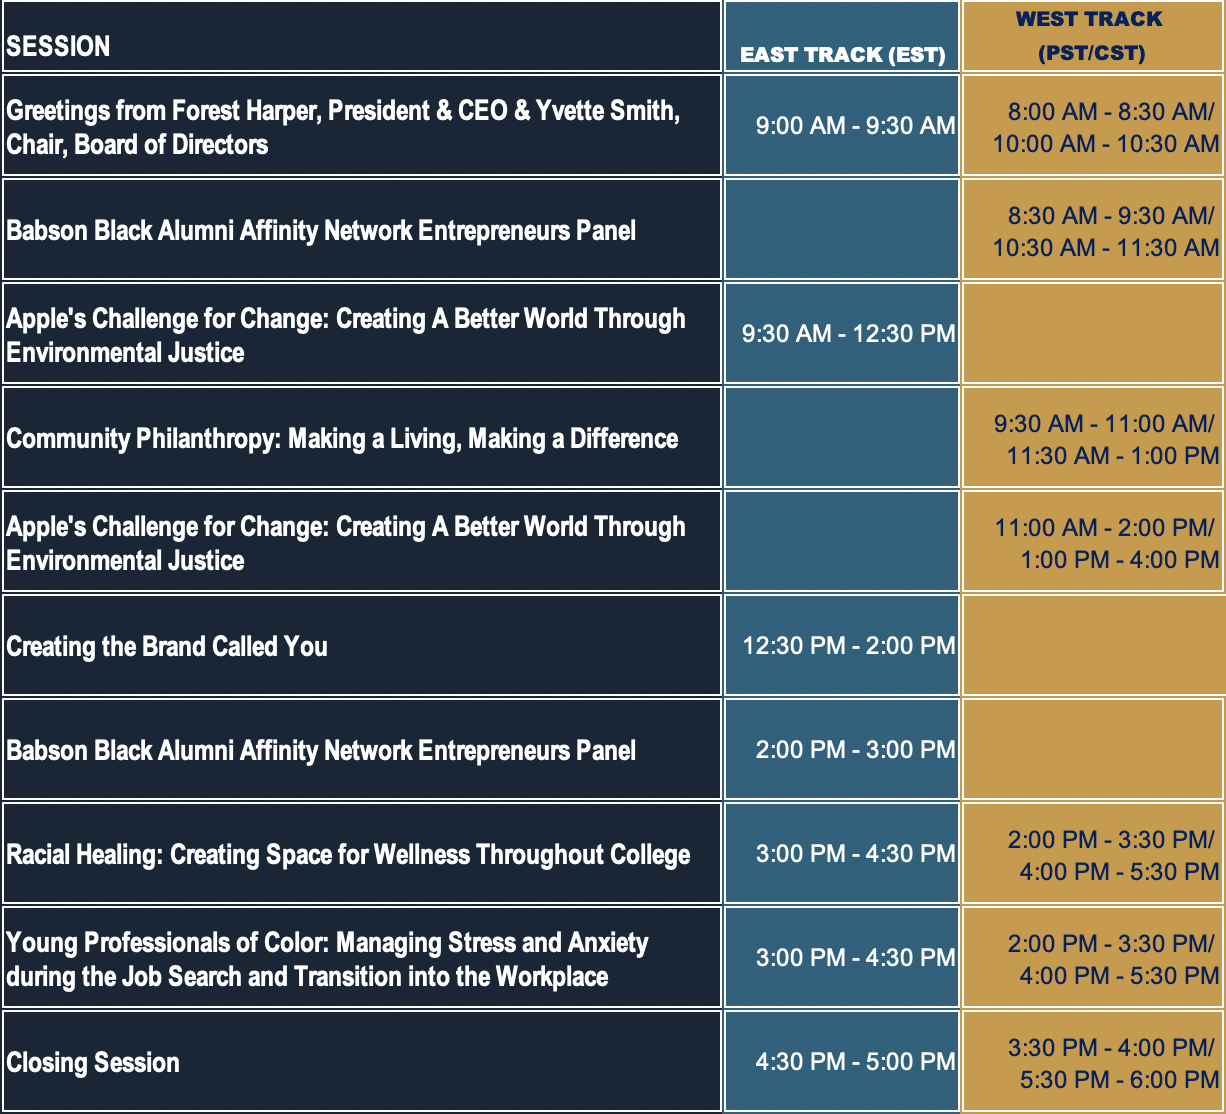 SESSION
EAST TRACK (EST)
WEST TRACK
(PST/CST)
Greetings from Forest Harper, President & CEO & Yvette Smith,
Chair, Board of Directors
9:00 AM - 9:30 AM
8:00 AM - 8:30 AM/
10:00 AM - 10:30 AM
Babson Black Alumni Affinity Network Entrepreneurs Panel
8:30 AM - 9:30 AM/
10:30 AM - 11:30 AM
Apple's Challenge for Change: Creating A Better World Through
Environmental Justice
9:30 AM - 12:30 PM
Community Philanthropy: Making a Living, Making a Difference
9:30 AM - 11:00 AM/
11:30 AM - 1:00 PM
Apple's Challenge for Change: Creating A Better World Through
Environmental Justice
11:00 AM - 2:00 PM/
1:00 PM - 4:00 PM
Creating the Brand Called You
12:30 PM - 2:00 PM
Babson Black Alumni Affinity Network Entrepreneurs Panel
2:00 PM - 3:00 PM
Racial Healing: Creating Space for Wellness Throughout College
3:00 PM - 4:30 PM
2:00 PM - 3:30 PM/
4:00 PM - 5:30 PM
Young Professionals of Color: Managing Stress and Anxiety
during the Job Search and Transition into the Workplace
3:00 PM - 4:30 PM
2:00 PM - 3:30 PM/
4:00 PM - 5:30 PM
Closing Session
4:30 PM - 5:00 PM
3:30 PM - 4:00 PM/
5:30 PM - 6:00 PM